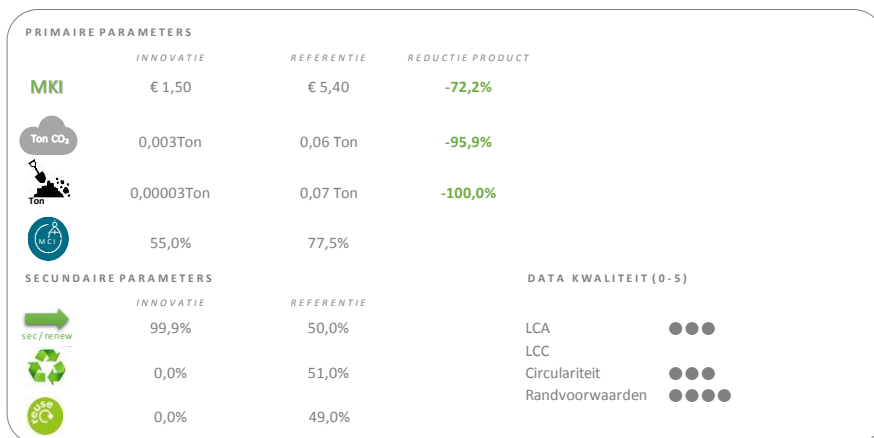 PRIMAIRE PARAMETERS
INNOVATIE REFERENTIE REDUCTIE PRODUCT
MKI € 1,50 € 5,40 -72,2%
Ton CO₂ 0,003Ton 0,06 Ton -95,9%
Ton 0,00003Ton 0,07 Ton -100,0%
MCI 55,0% 77,5%
SECUNDAIRE PARAMETERS DATA KWALITEIT (0-5)
INNOVATIE REFERENTIE
sec/renew 99,9% 50,0% LCA
LCC
0,0% 51,0% Circulariteit
Randvoorwaarden
reuse 0,0% 49,0%